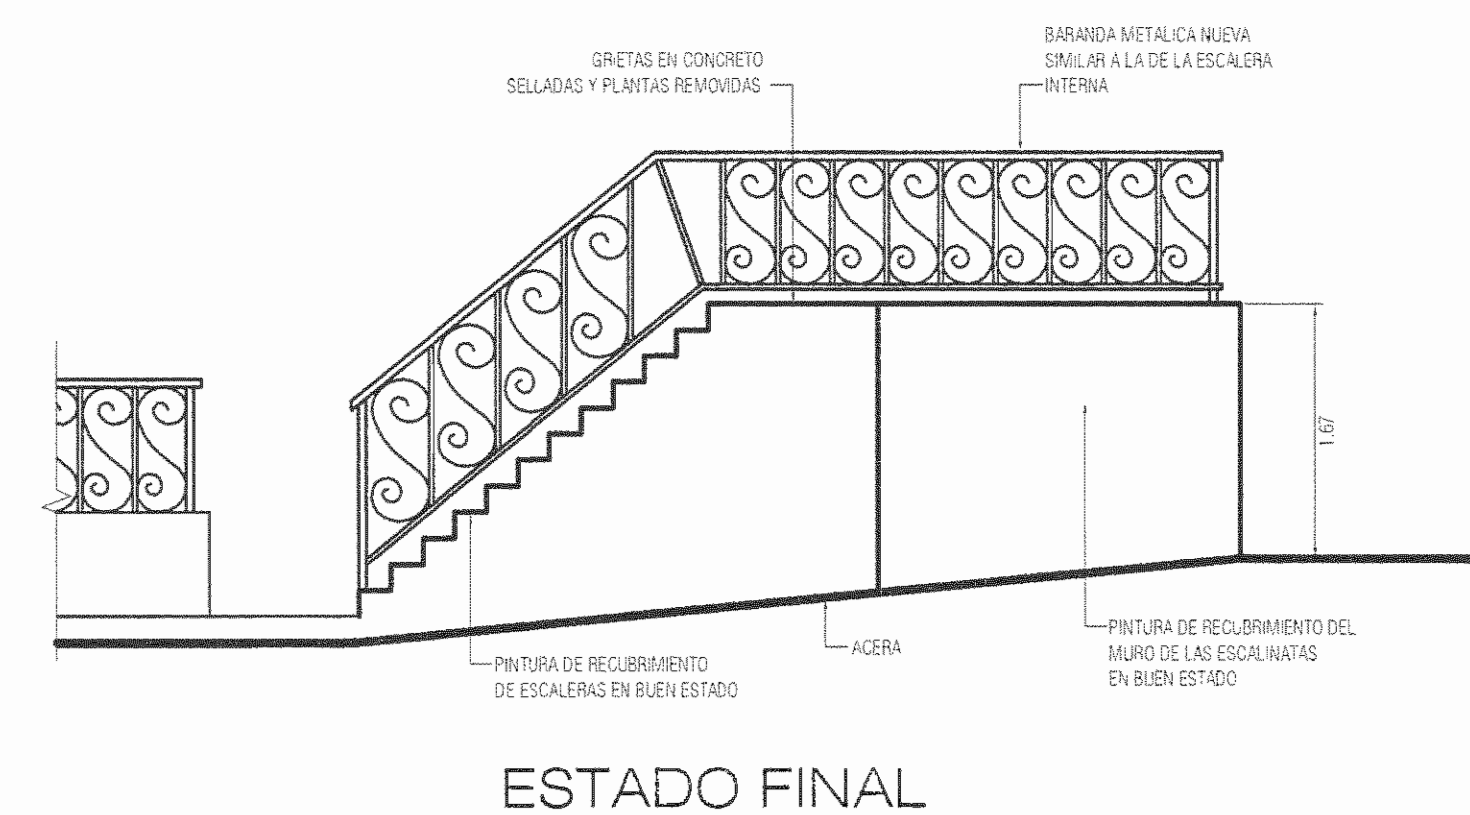 BARANDA METALICA NUEVA
SIMILAR A LA DE LA ESCALERA
INTERNA
GRIETAS EN CONCRETO
SELLADAS Y PLANTAS REMOVIDAS
1.67
ACERA
PINTURA DE RECUBRIMIENTO DEL
MURO DE LAS ESCALINATAS
EN BUEN ESTADO
PINTURA DE RECUBRIMIENTO
DE ESCALERAS EN BUEN ESTADO
ESTADO FINAL